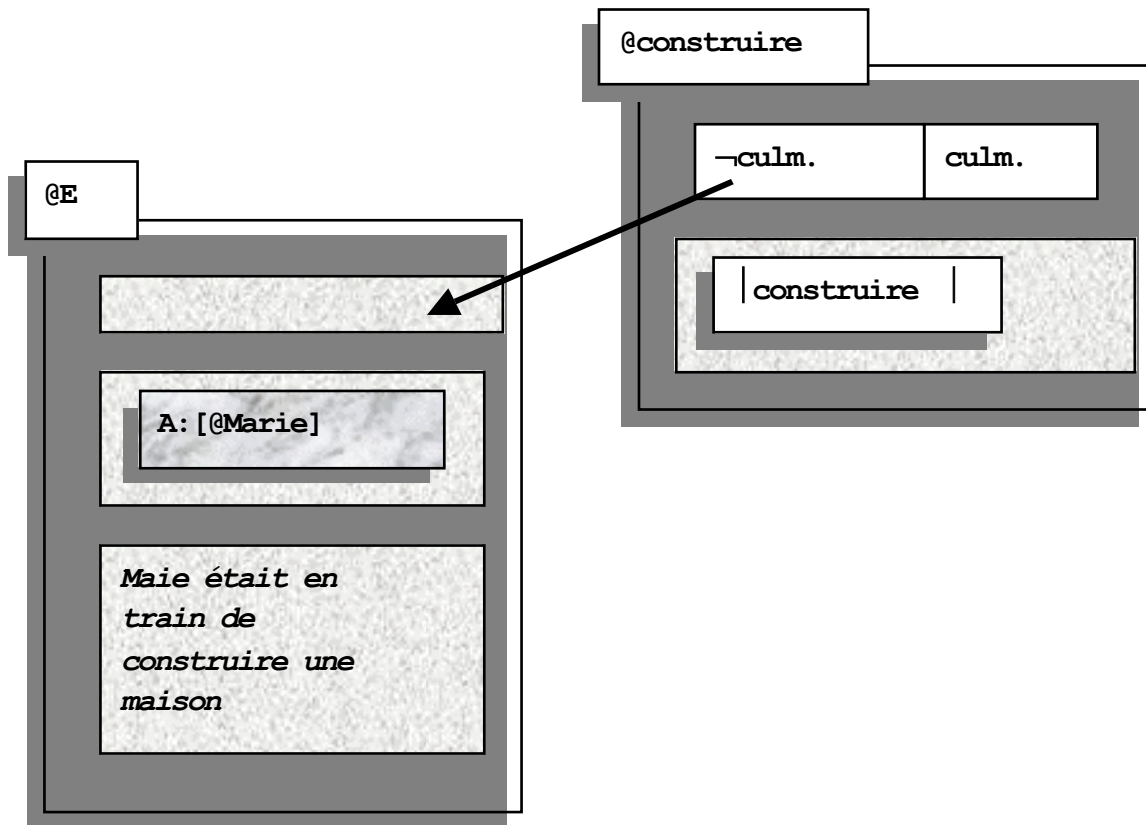 @construire
¬culm.
culm.
@E
|construire |
A:[@Marie]
Maie était en
train de
construire une
maison